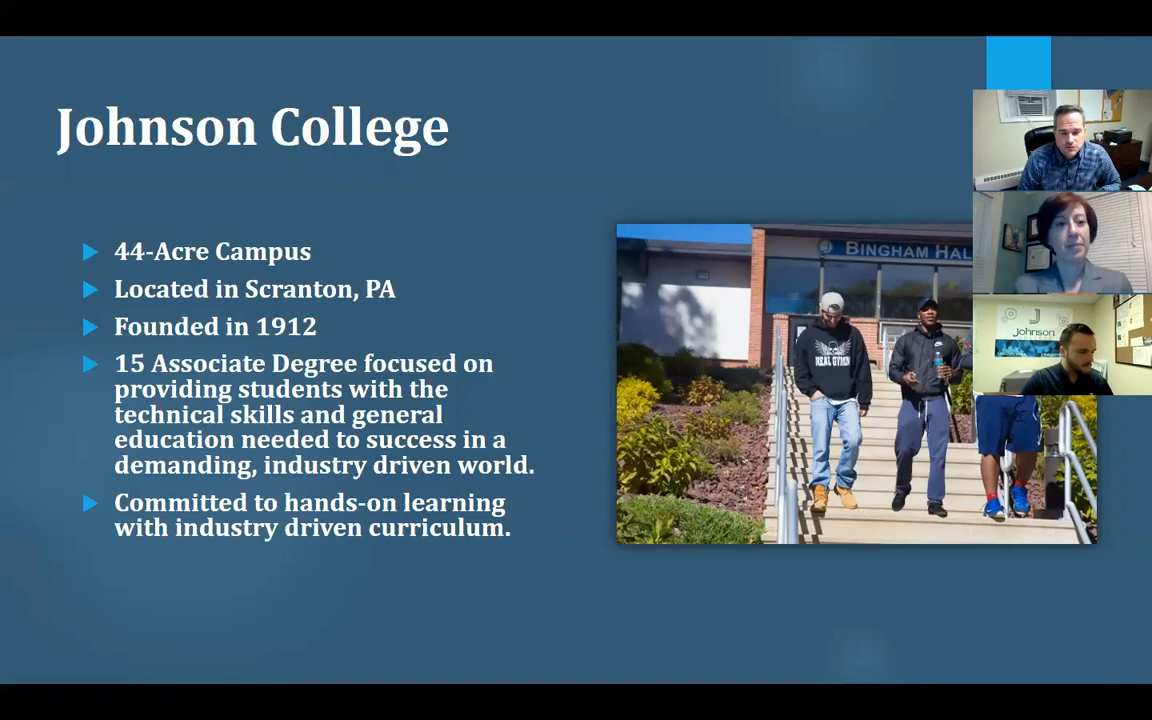 Johnson College
44-Acre Campus
Located in Scranton, PA
Founded in 1912
15 Associate Degree focused on
providing students with the
technical skills and general
education needed to success in a
demanding, industry driven world.
Committed to hands-on learning
with industry driven curriculum.
BINGHAM HAL
REAL GYMN
J
Johnson